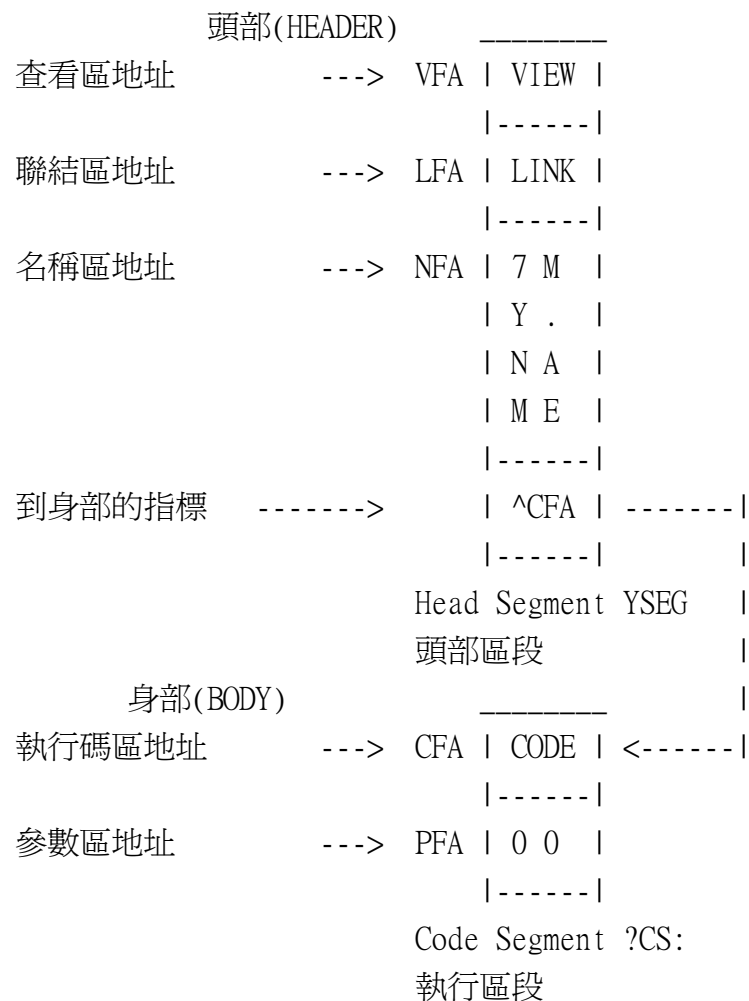 頭部(HEADER)    ________
查看區地址         ---> VFA | VIEW |
                            |------|
聯結區地址         ---> LFA | LINK |
                            |------|
名稱區地址         ---> NFA | 7 M  |
                            | Y .  |
                            | N A  |
                            | M E  |
                            |------|
到身部的指標   ------->     | ^CFA | -------|
                            |------|        |
                        Head Segment YSEG   |
                        頭部區段            |
       身部(BODY)           ________        |
執行碼區地址       ---> CFA | CODE | <------|
                            |------|
參數區地址         ---> PFA | 0 0  |
                            |------|
                        Code Segment ?CS:
                        執行區段